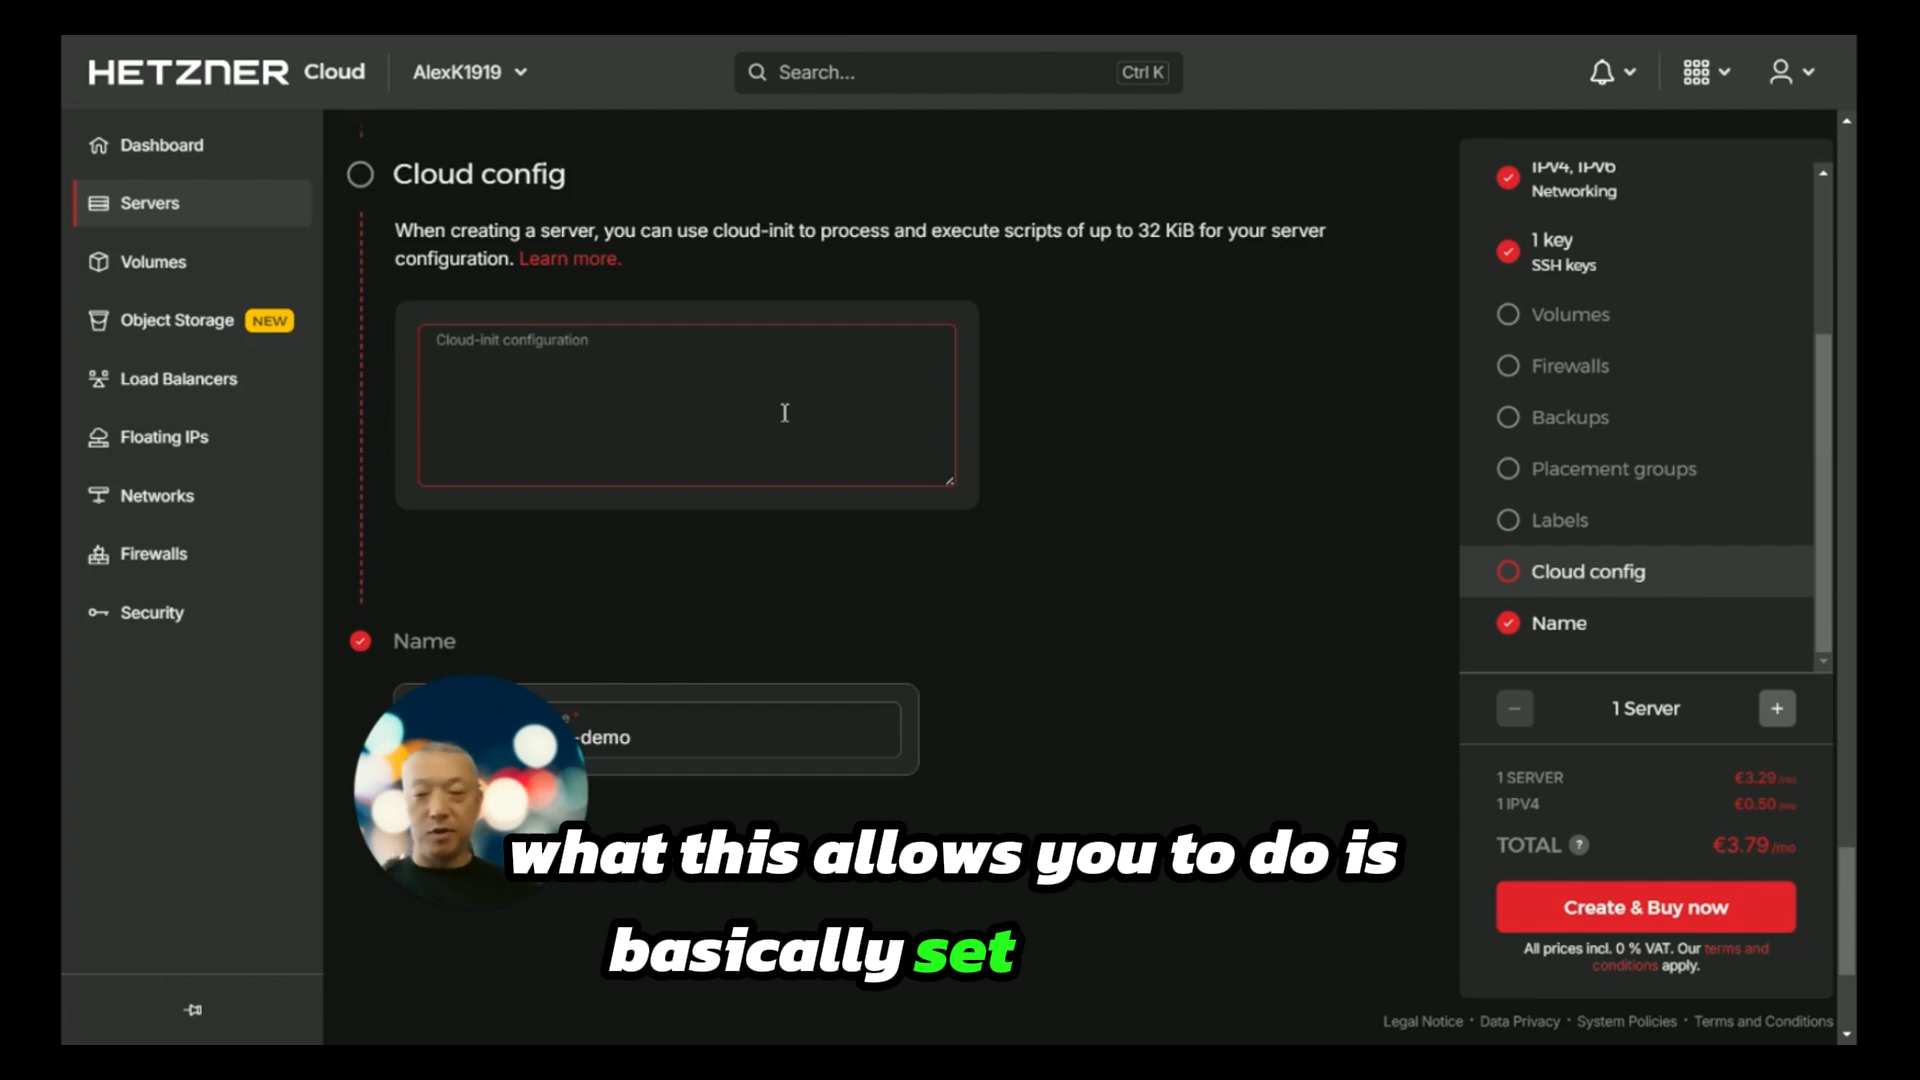 HETZNER Cloud AlexK1919 Search... Ctrl K
Dashboard
Servers
Volumes
Object Storage NEW
Load Balancers
Floating IPs
Networks
Firewalls
Security
Cloud config
When creating a server, you can use cloud-init to process and execute scripts of up to 32 KiB for your server
configuration. Learn more.
Cloud-init configuration
Name
-demo
what this allows you to do is
basically set
IPv4, IPv6
Networking
1 key
SSH keys
Volumes
Firewalls
Backups
Placement groups
Labels
Cloud config
Name
1 Server
1 SERVER €3.29 /mo
1 IPV4 €0.50 /mo
TOTAL ? €3.79 /mo
Create & Buy now
All prices incl. 0 % VAT. Our terms and
conditions apply.
Legal Notice • Data Privacy • System Policies • Terms and Conditions